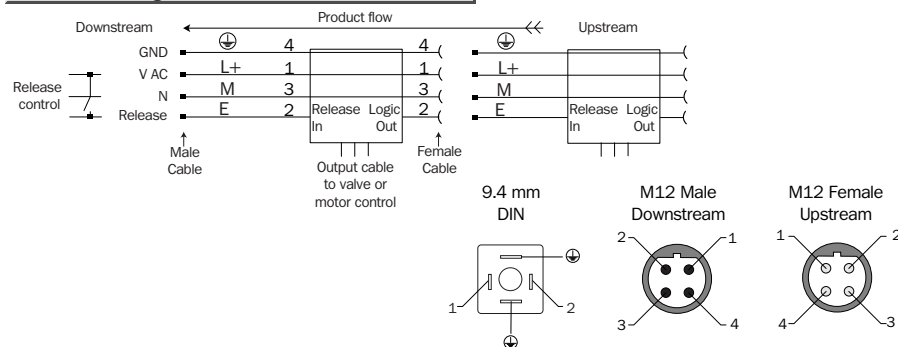 Product flow
Downstream
Upstream
GND 4 4
V AC L+ 1 1 L+
N M 3 3 M
Release E 2 2 E
Release control
Release In
Logic Out
Release In
Logic Out
Male Cable
Output cable
to valve or
motor control
Female Cable
9.4 mm
DIN
1
2
M12 Male
Downstream
2
1
3
4
M12 Female
Upstream
1
2
4
3